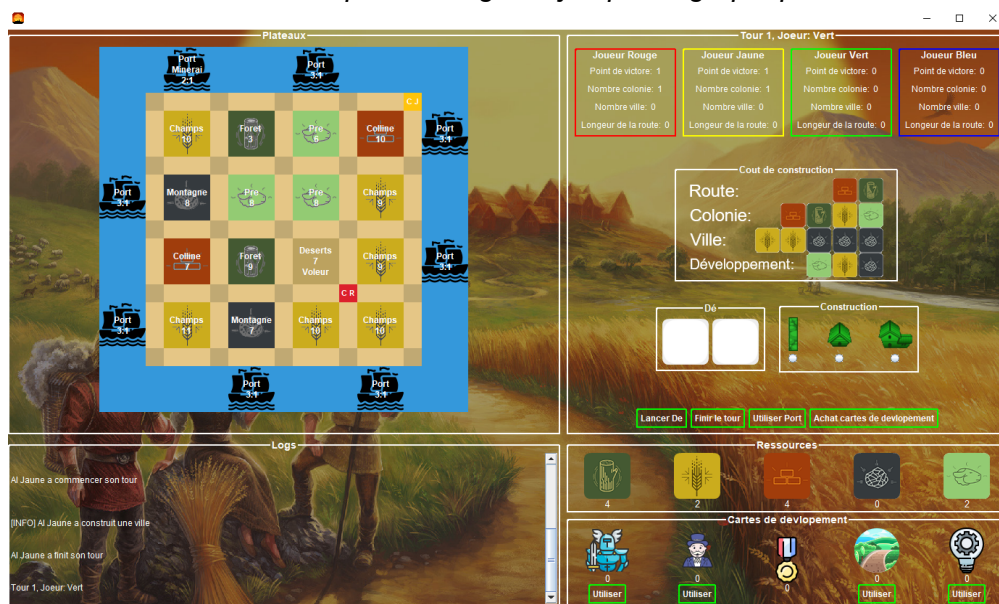 Plateaux
Port
Minerai
2:1
Port
3:1
C J
Champs
10
Foret
3
Pre
Colline
10
Port
3:1
Port
3:1
Montagne
8
Pre
8
Pre
8
Champs
9
Colline
7
Foret
9
Deserts
7
Voleur
Champs
9
Port
3:1
C R
Port
3:1
Champs
11
Montagne
7
Champs
10
Champs
10
Port
3:1
Port
3:1
Tour 1, Joeur: Vert
Joueur Rouge
Point de victore: 1
Nombre colonie: 1
Nombre ville: 0
Longeur de la route: 0
Joueur Jaune
Point de victore: 1
Nombre colonie: 1
Nombre ville: 0
Longeur de la route: 0
Joueur Vert
Point de victore: 0
Nombre colonie: 0
Nombre ville: 0
Longeur de la route: 0
Joueur Bleu
Point de victore: 0
Nombre colonie: 0
Nombre ville: 0
Longeur de la route: 0
Cout de construction
Route:
Colonie:
Ville:
Développement:
Dé
Construction
Lancer De
Finir le tour
Utiliser Port
Achat cartes de devlopement
Logs
AI Jaune a commencer son tour
[INFO] AI Jaune a construit une ville
AI Jaune a finit son tour
Tour 1, Joeur: Vert
Ressources
4
2
4
0
2
Cartes de devlopement
0
0
0
0
0
Utiliser
Utiliser
Utiliser
Utiliser